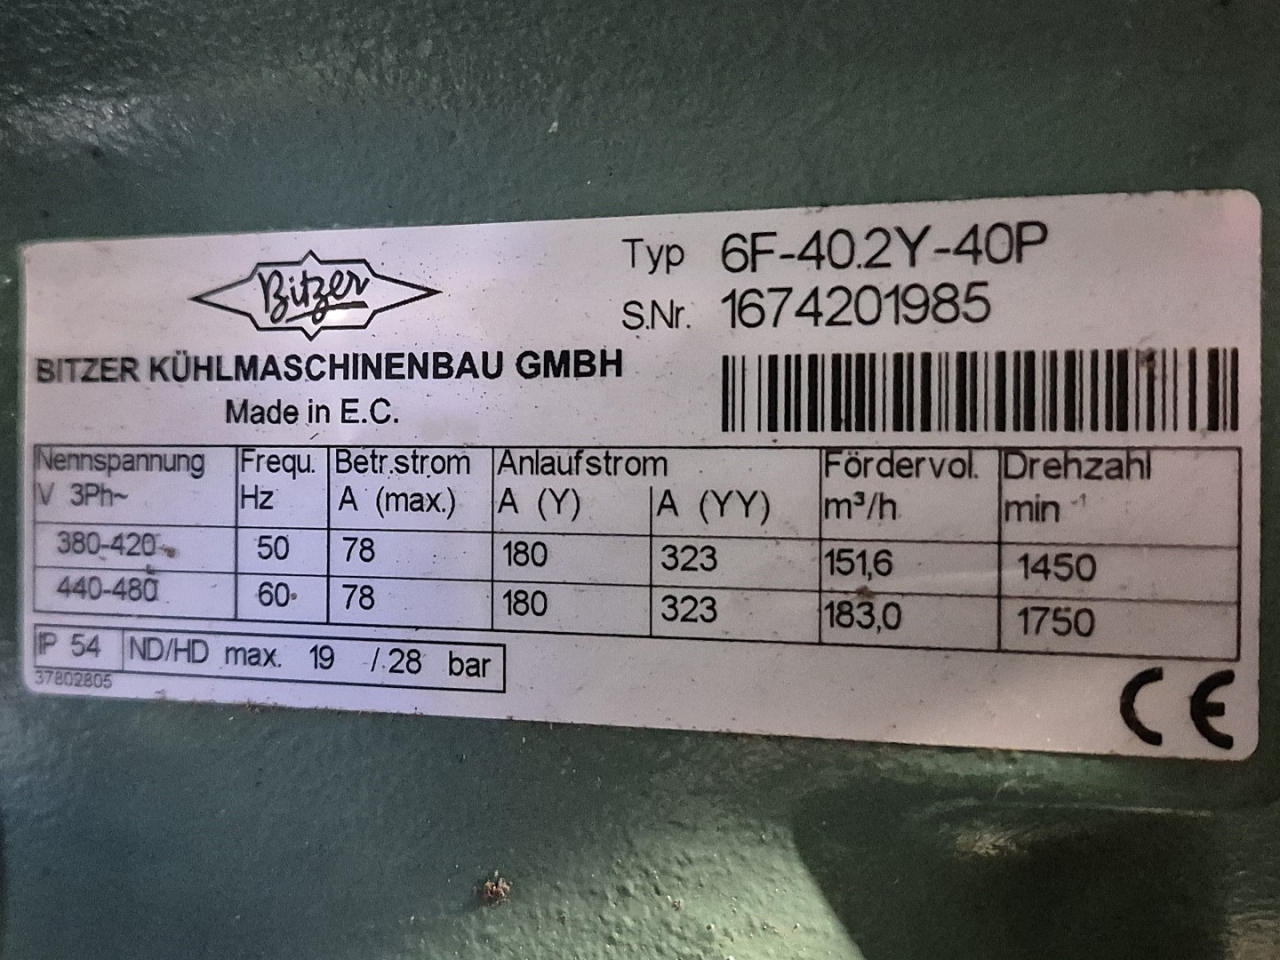 Bitzer
BITZER KÜHLMASCHINENBAU GMBH
Made in E.C.
Typ 6F-40.2Y-40P
S.Nr. 1674201985
Nennspannung Frequ. Betr.strom Anlaufstrom Fördervol. Drehzahl
V 3Ph~ Hz A (max.) A (Y) A (YY) m³/h min -1
380-420 50 78 180 323 151,6 1450
440-480 60 78 180 323 183,0 1750
IP 54 ND/HD max. 19 / 28 bar
37802805
CE